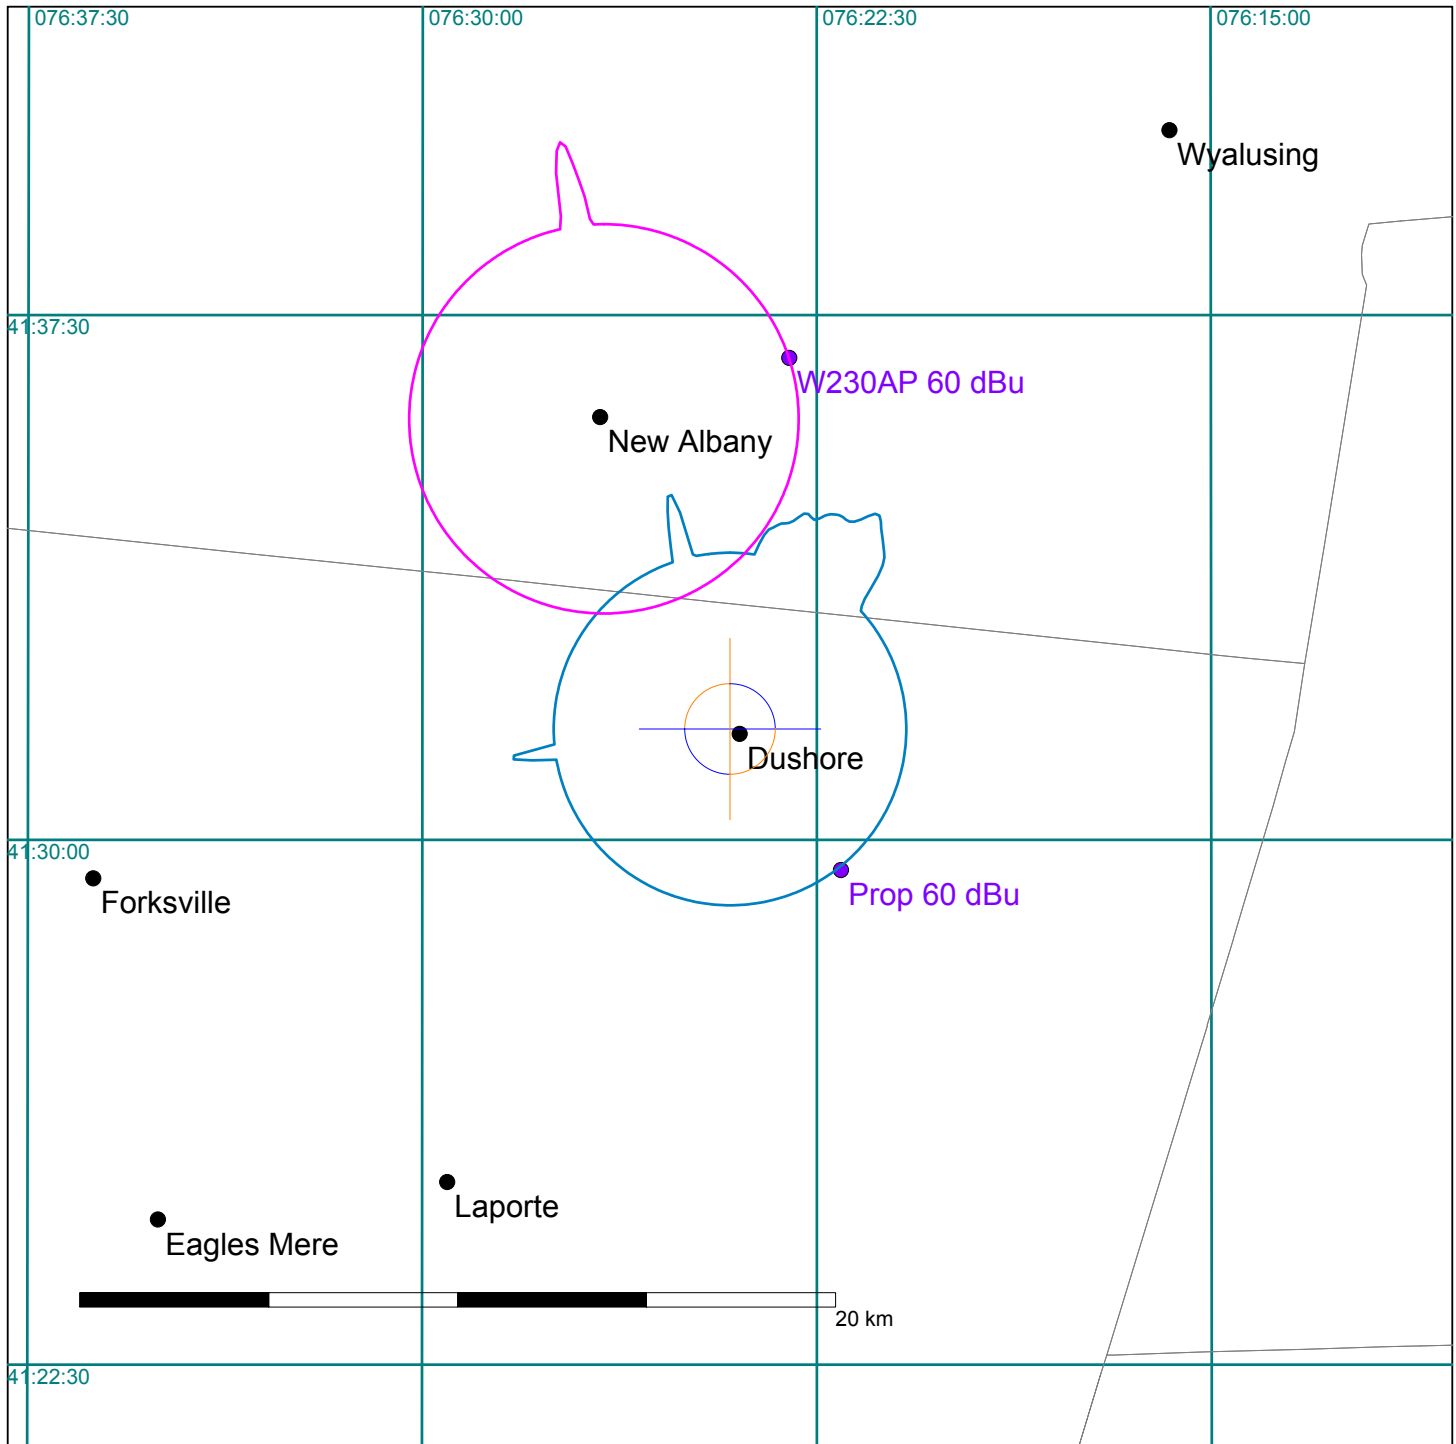 076:37:30
076:30:00
076:22:30
076:15:00
Wyalusing
41:37:30
W230AP 60 dBu
New Albany
Dushore
41:30:00
Prop 60 dBu
Forksville
Laporte
Eagles Mere
20 km
41:22:30